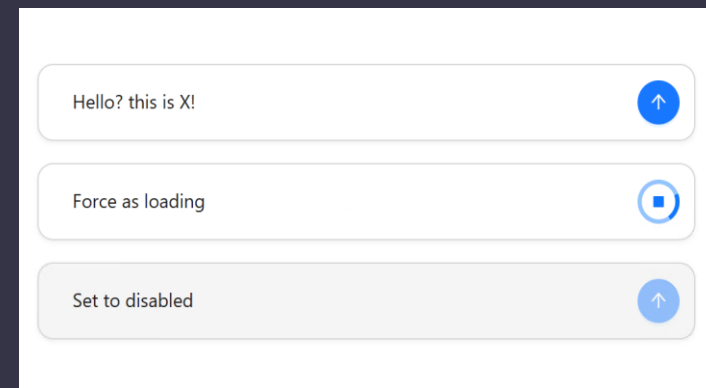 Hello? this is X!
Force as loading
Set to disabled